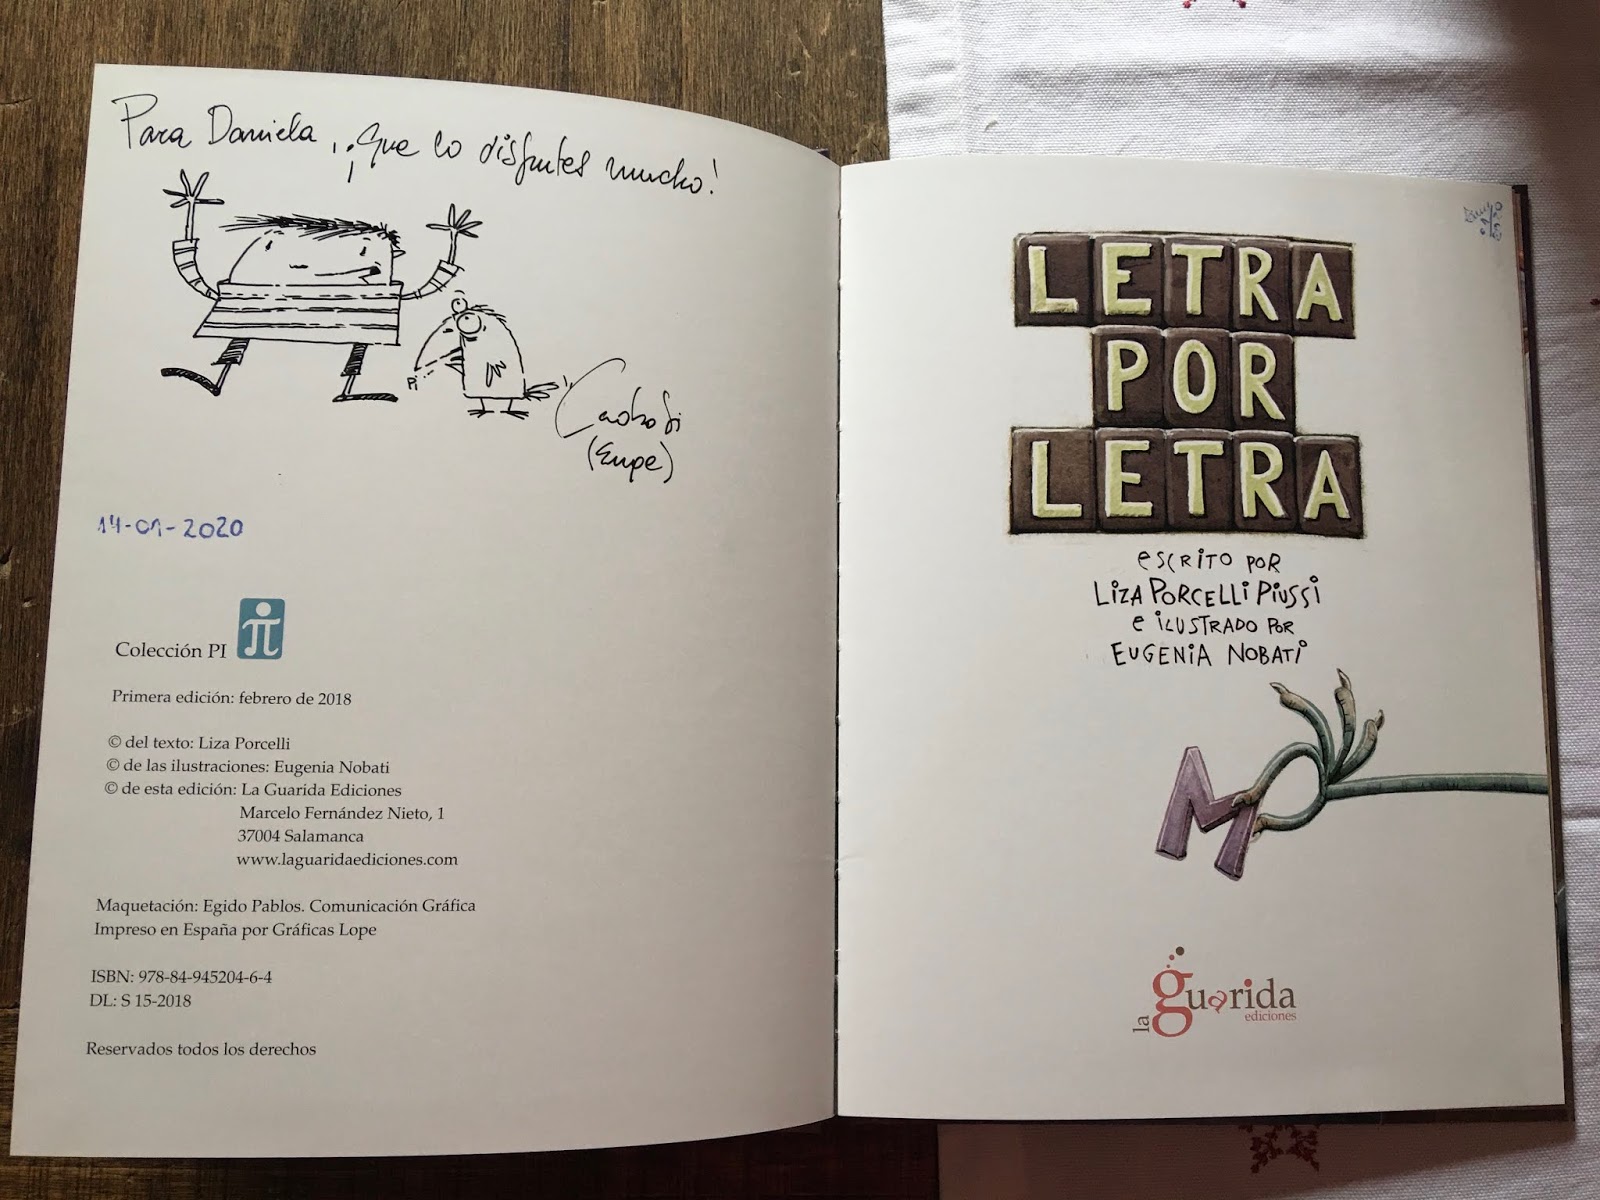 Para Daniela, ¡Que lo disfrutes mucho!
Pi
(Eupe)
14-01-2020
Colección PI
π
Primera edición: febrero de 2018
© del texto: Liza Porcelli
© de las ilustraciones: Eugenia Nobati
© de esta edición: La Guarida Ediciones
Marcelo Fernández Nieto, 1
37004 Salamanca
www.laguaridaediciones.com
Maquetación: Egido Pablos. Comunicación Gráfica
Impreso en España por Gráficas Lope
ISBN: 978-84-945204-6-4
DL: S 15-2018
Reservados todos los derechos
LETRA
POR
LETRA
escrito por
Liza Porcelli Piussi
e ilustrado por
Eugenia Nobati
M
la guarida
ediciones